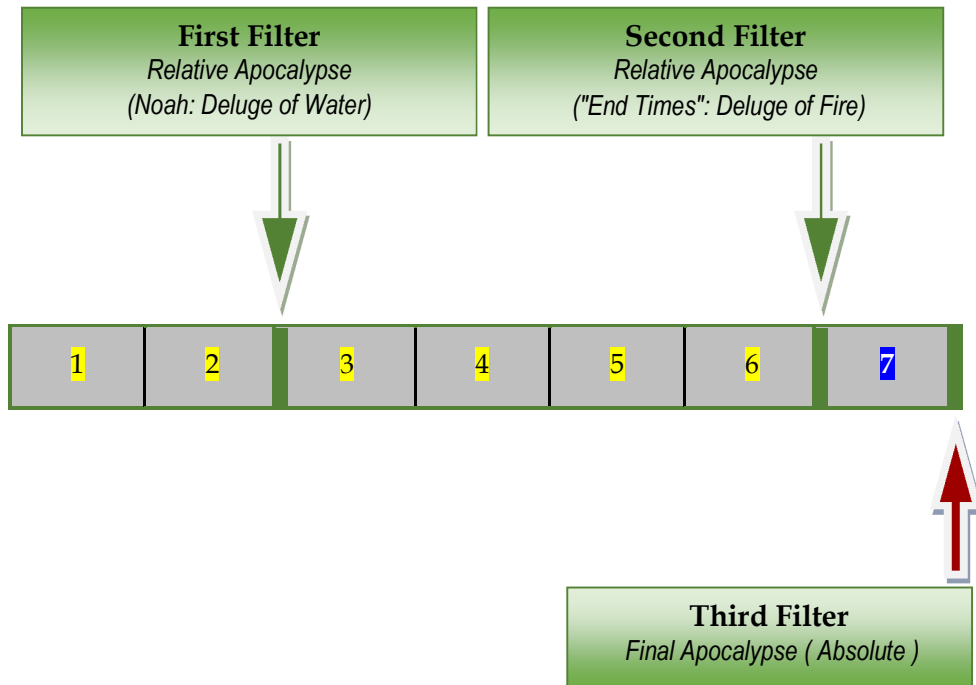 First Filter
Relative Apocalypse
(Noah: Deluge of Water)
Second Filter
Relative Apocalypse
("End Times": Deluge of Fire)
1 2 3 4 5 6 7
Third Filter
Final Apocalypse ( Absolute )